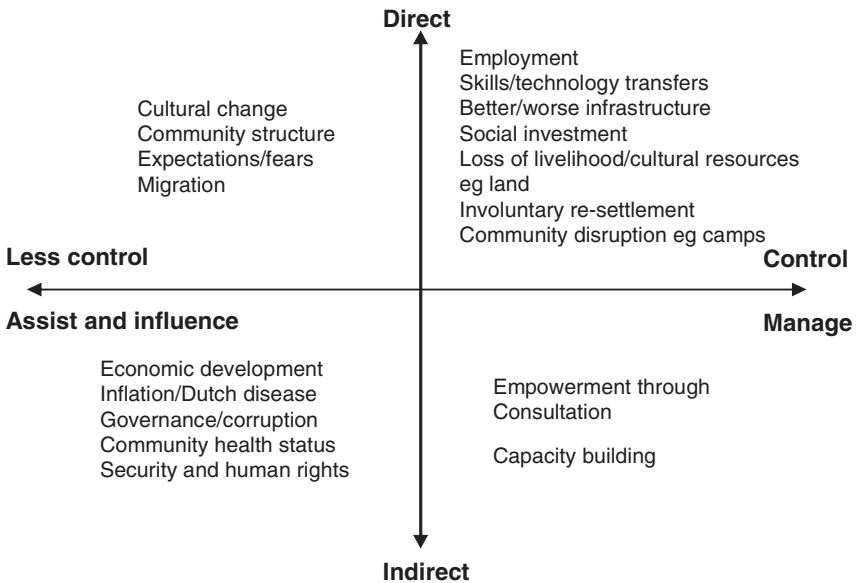 Direct
Employment
Skills/technology transfers
Better/worse infrastructure
Social investment
Loss of livelihood/cultural resources
eg land
Involuntary re-settlement
Community disruption eg camps
Cultural change
Community structure
Expectations/fears
Migration
Less control
Control
Assist and influence
Manage
Economic development
Inflation/Dutch disease
Governance/corruption
Community health status
Security and human rights
Empowerment through
Consultation
Capacity building
Indirect